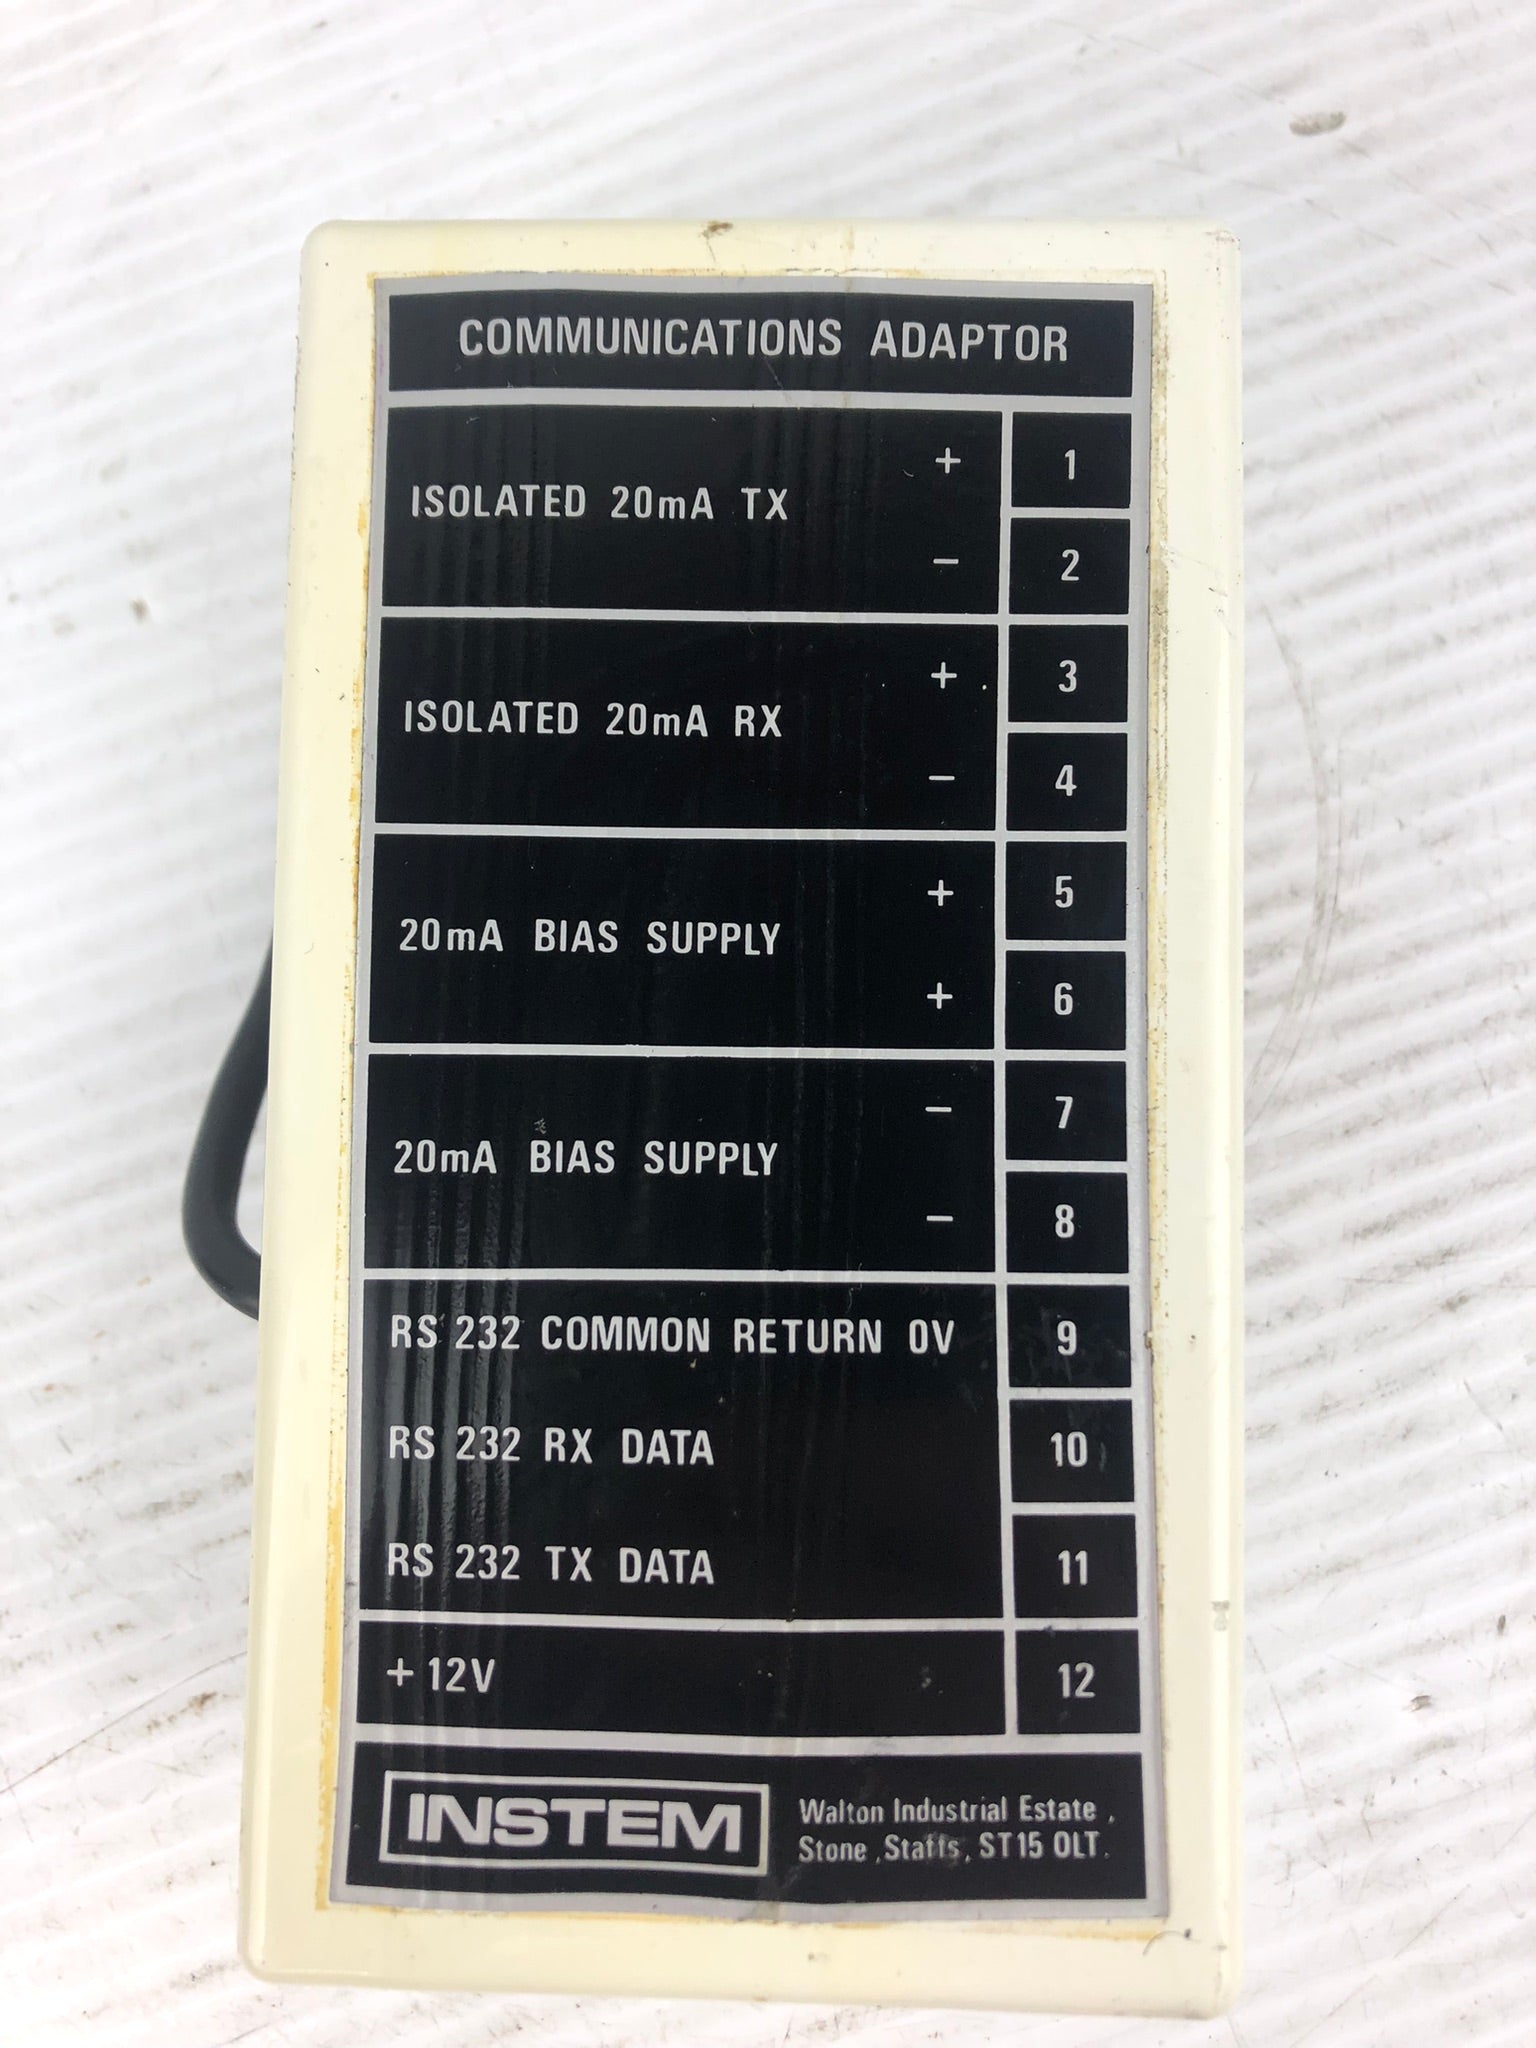 COMMUNICATIONS ADAPTOR
+ 1
ISOLATED 20mA TX
− 2
+ 3
ISOLATED 20mA RX
− 4
+ 5
20mA BIAS SUPPLY
+ 6
− 7
20mA BIAS SUPPLY
− 8
RS 232 COMMON RETURN 0V 9
RS 232 RX DATA 10
RS 232 TX DATA 11
+12V 12
INSTEM
Walton Industrial Estate,
Stone, Staffs, ST15 0LT.